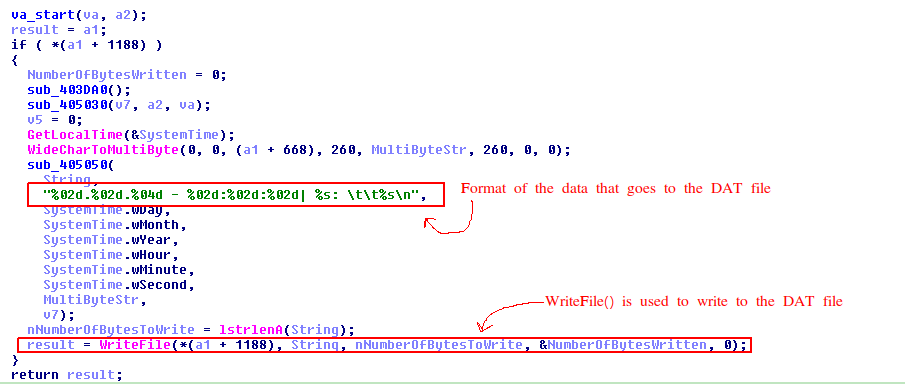 va_start(va, a2);
result = a1;
if ( *(a1 + 1188) )
{
NumberOfBytesWritten = 0;
sub_403DA0();
sub_405030(v7, a2, va);
v5 = 0;
GetLocalTime(&SystemTime);
WideCharToMultiByte(0, 0, (a1 + 668), 260, MultiByteStr, 260, 0, 0);
sub_405050(
String,
"%02d.%02d.%04d - %02d:%02d:%02d| %s: \t\t%s\n", Format of the data that goes to the DAT file
SystemTime.wDay,
SystemTime.wMonth,
SystemTime.wYear,
SystemTime.wHour,
SystemTime.wMinute,
SystemTime.wSecond,
MultiByteStr, WriteFile() is used to write to the DAT file
v7);
nNumberOfBytesToWrite = lstrlenA(String);
result = WriteFile(*(a1 + 1188), String, nNumberOfBytesToWrite, &NumberOfBytesWritten, 0);
}
return result;